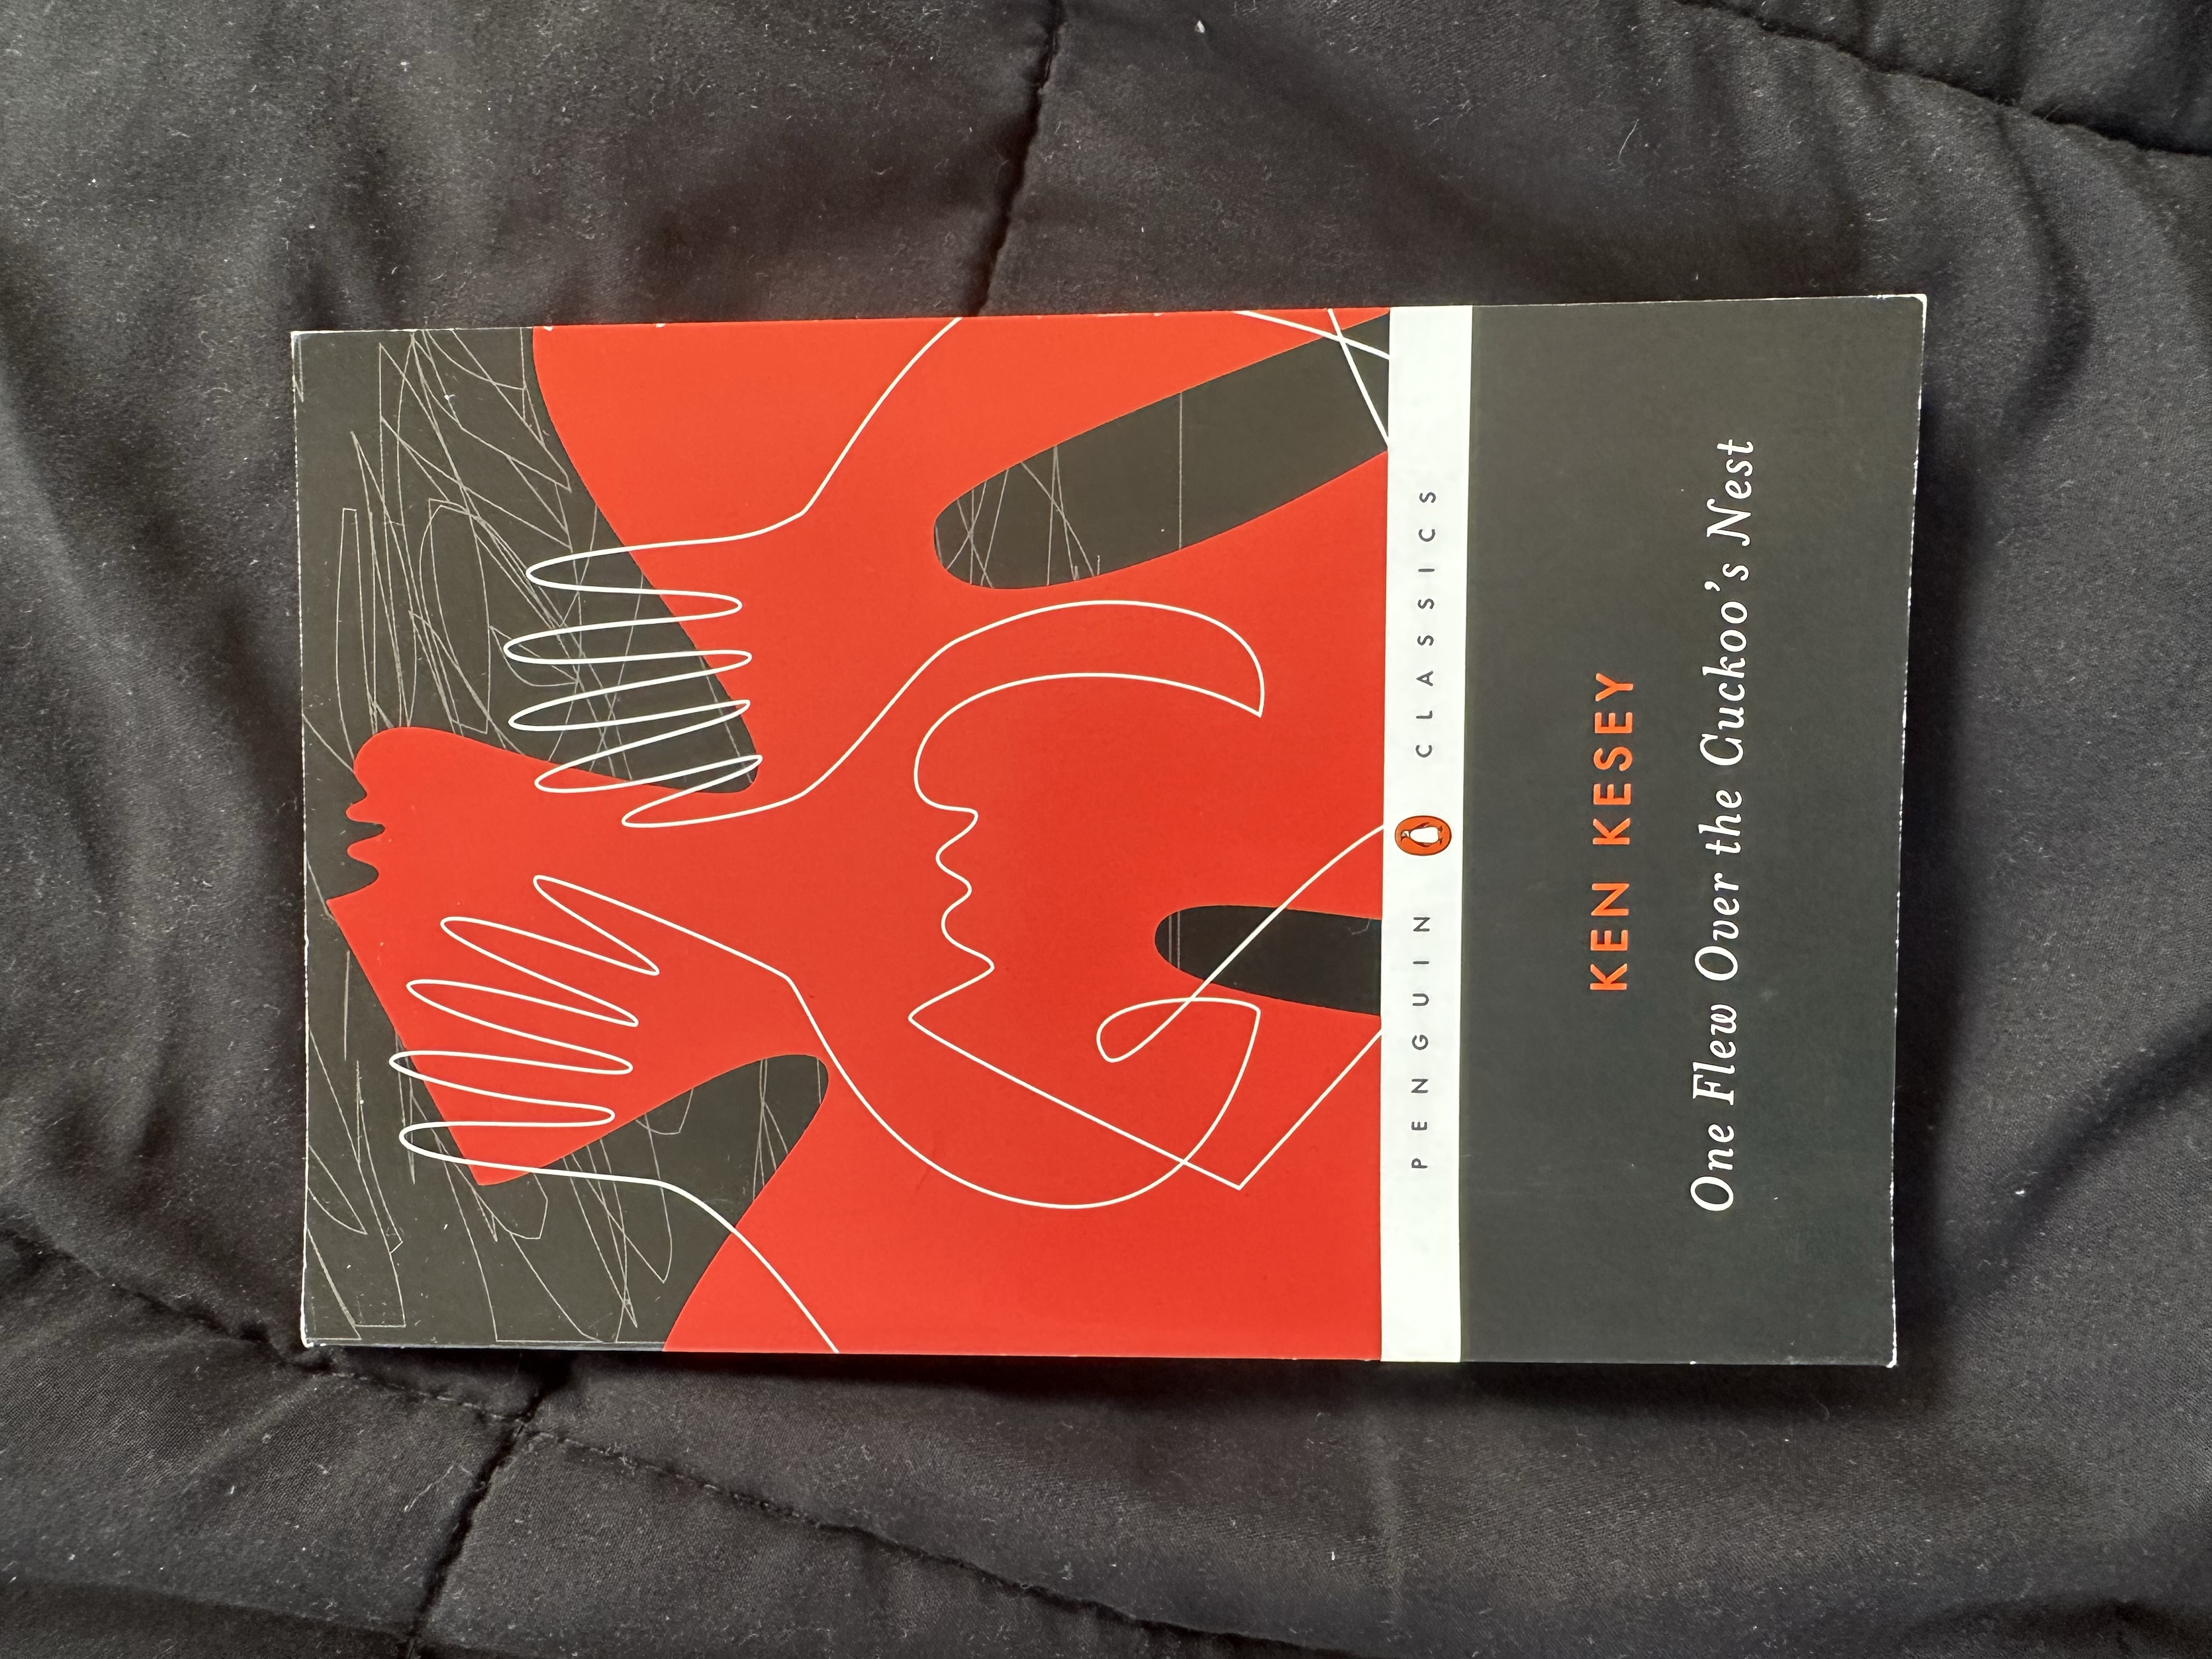 PENGUIN CLASSICS
KEN KESEY
One Flew Over the Cuckoo's Nest